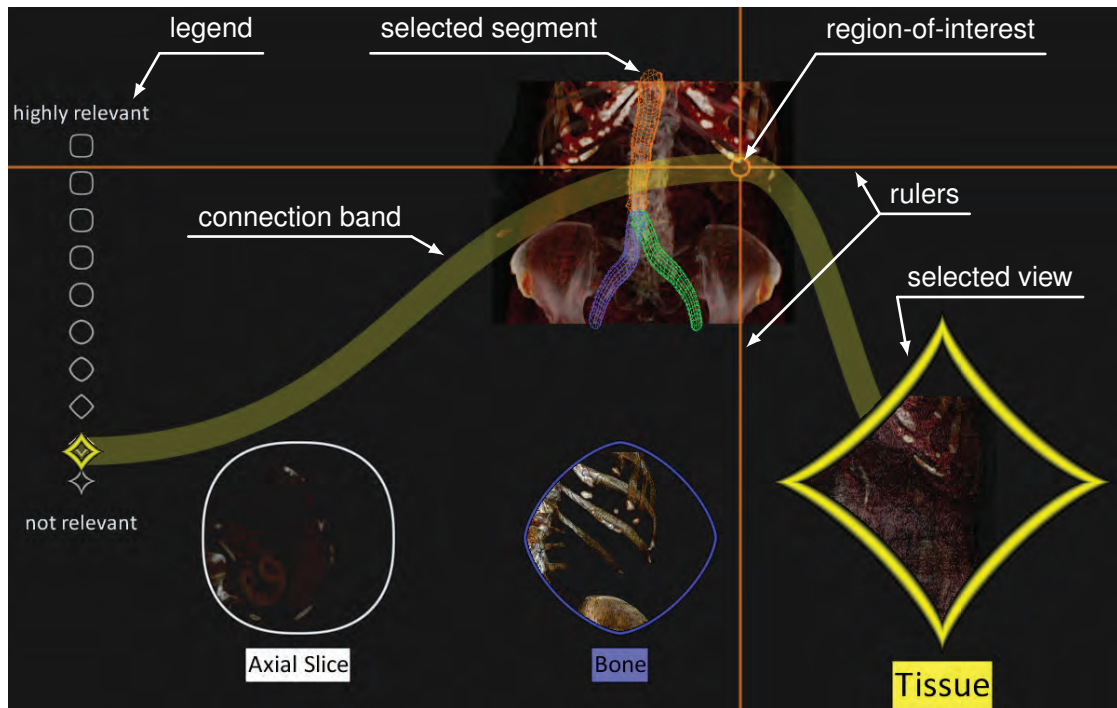 legend
selected segment
region-of-interest
highly relevant
connection band
rulers
selected view
not relevant
Axial Slice
Bone
Tissue